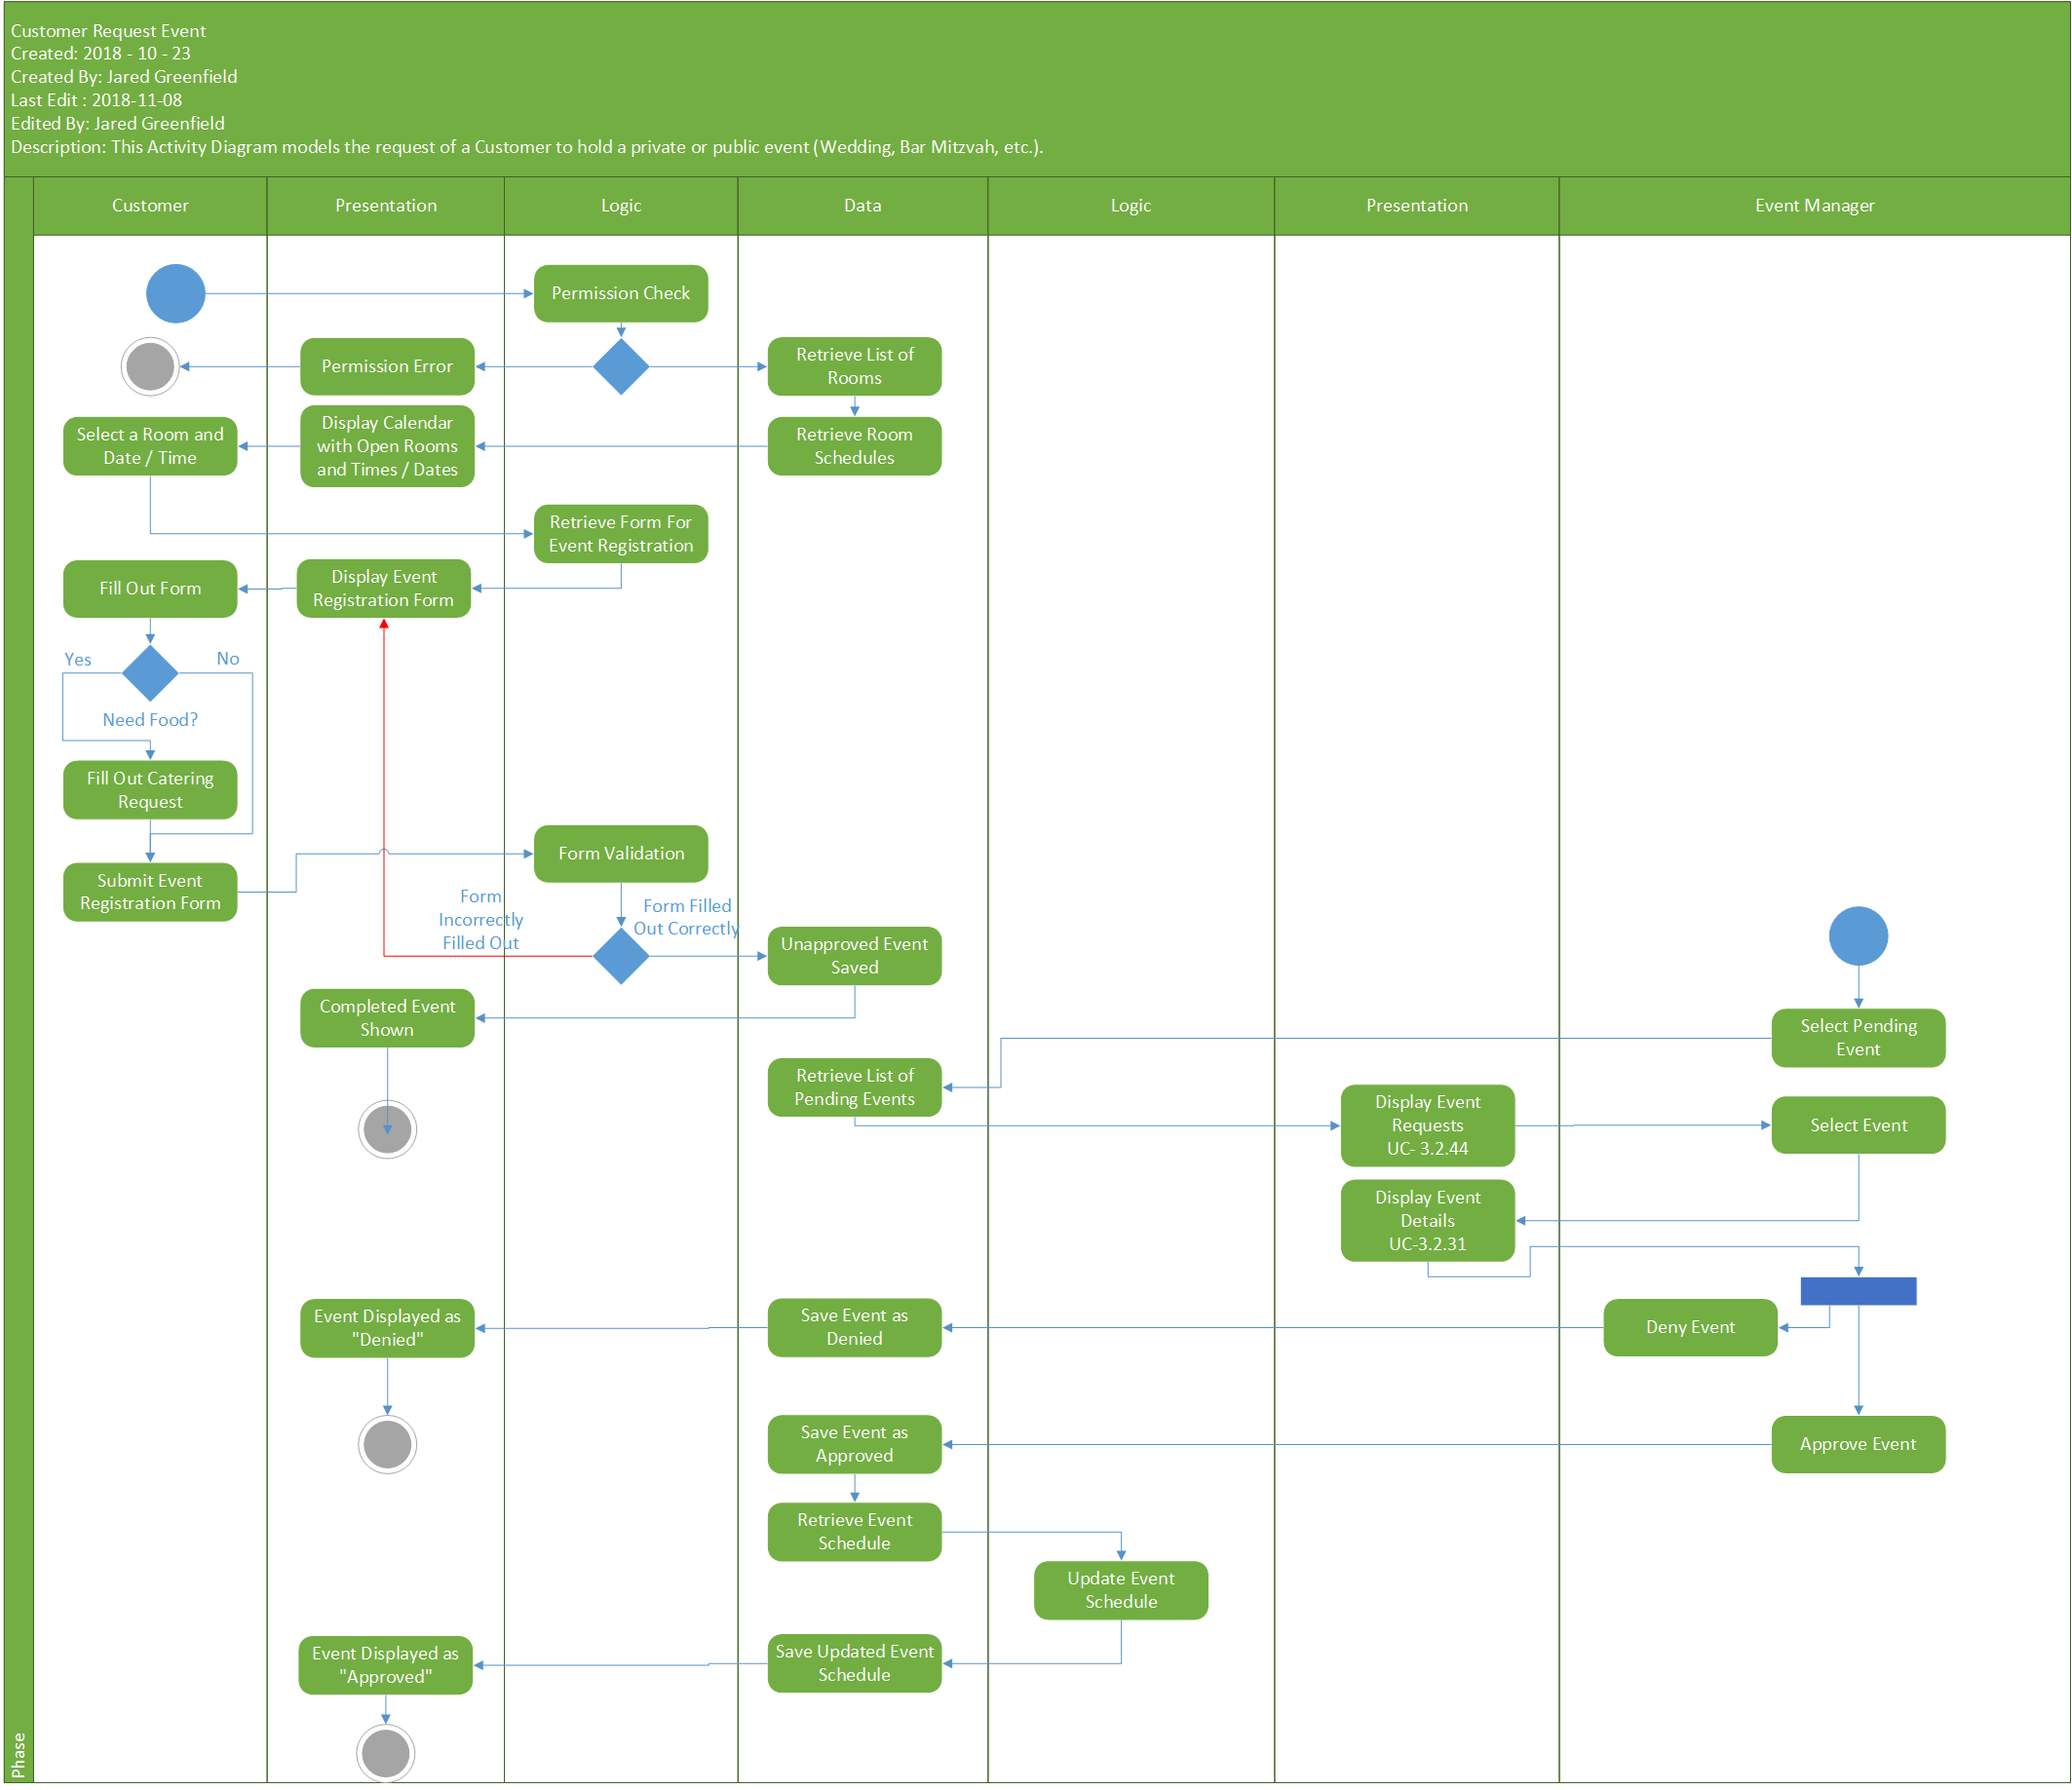 Customer Request Event
Created: 2018 - 10 - 23
Created By: Jared Greenfield
Last Edit : 2018-11-08
Edited By: Jared Greenfield
Description: This Activity Diagram models the request of a Customer to hold a private or public event (Wedding, Bar Mitzvah, etc.).
Customer
Presentation
Logic
Data
Logic
Presentation
Event Manager
Permission Check
Permission Error
Retrieve List of
Rooms
Select a Room and
Date / Time
Display Calendar
with Open Rooms
and Times / Dates
Retrieve Room
Schedules
Retrieve Form For
Event Registration
Fill Out Form
Display Event
Registration Form
Yes
No
Need Food?
Fill Out Catering
Request
Form Validation
Submit Event
Registration Form
Form
Incorrectly
Filled Out
Form Filled
Out Correctly
Unapproved Event
Saved
Completed Event
Shown
Select Pending
Event
Retrieve List of
Pending Events
Display Event
Requests
UC- 3.2.44
Select Event
Display Event
Details
UC-3.2.31
Event Displayed as
"Denied"
Save Event as
Denied
Deny Event
Save Event as
Approved
Approve Event
Retrieve Event
Schedule
Update Event
Schedule
Event Displayed as
"Approved"
Save Updated Event
Schedule
Phase